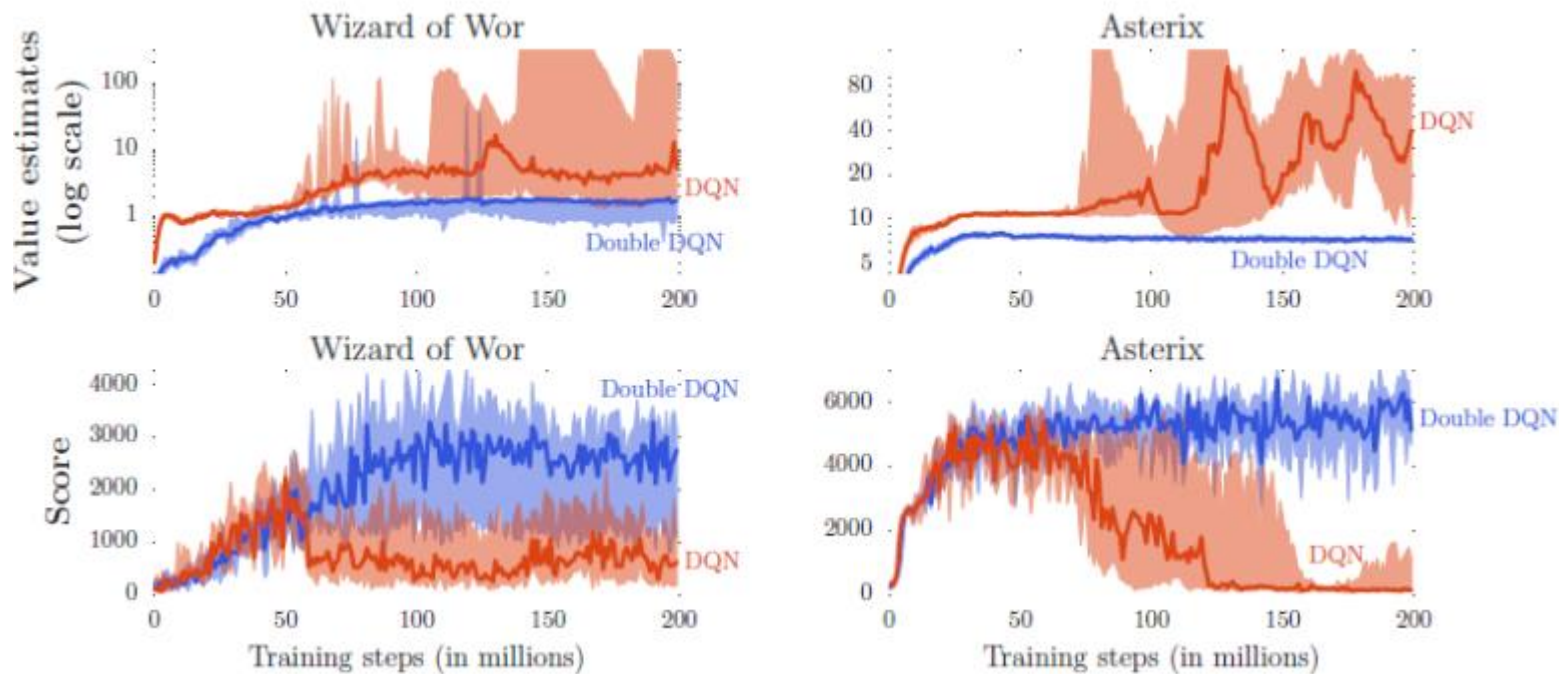 Wizard of Wor
Value estimates
(log scale)
100
10
1
DQN
Double DQN
0 50 100 150 200
Asterix
80
40
20
10
5
DQN
Double DQN
0 50 100 150 200
Wizard of Wor
Score
4000
3000
2000
1000
0
Double DQN
DQN
0 50 100 150 200
Training steps (in millions)
Asterix
6000
4000
2000
0
Double DQN
DQN
0 50 100 150 200
Training steps (in millions)